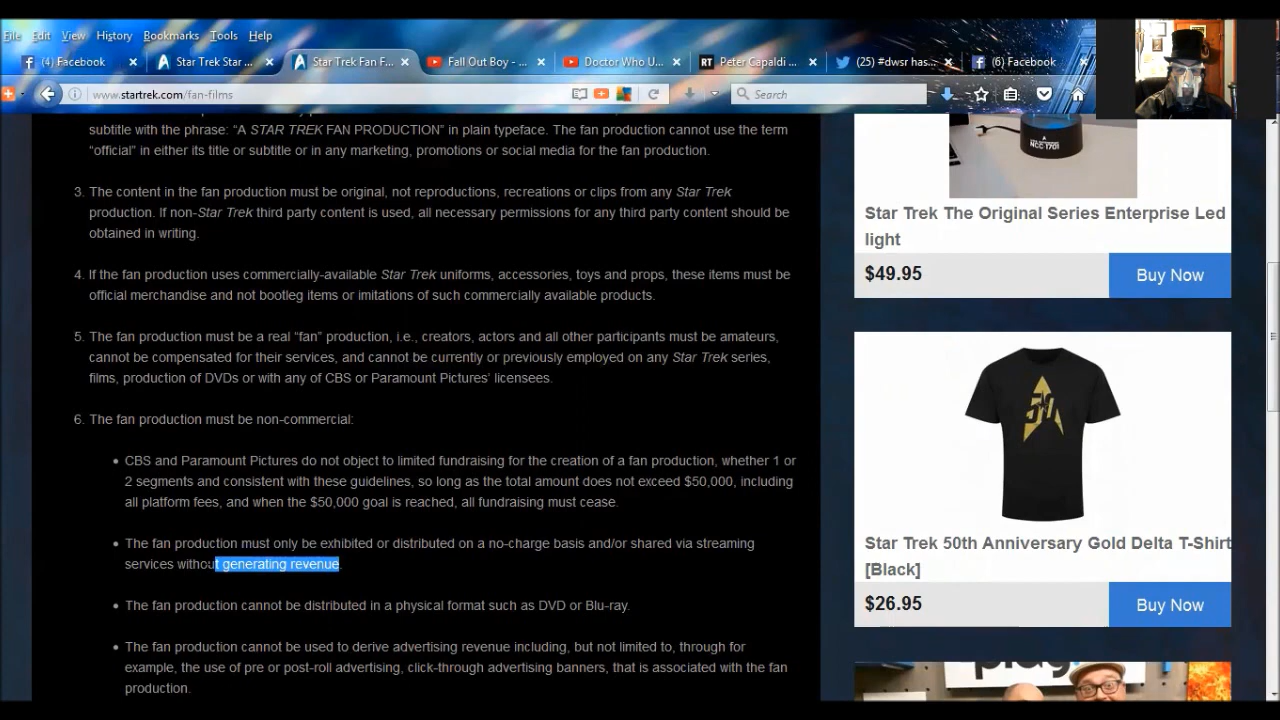 File Edit View History Bookmarks Tools Help
(4) Facebook
Star Trek Star ...
Star Trek Fan F...
Fall Out Boy - ...
Doctor Who U...
RT Peter Capaldi ...
(25) #dwsr has...
(6) Facebook
www.startrek.com/fan-films
Search
subtitle with the phrase: “A STAR TREK FAN PRODUCTION” in plain typeface. The fan production cannot use the term
“official” in either its title or subtitle or in any marketing, promotions or social media for the fan production.
3. The content in the fan production must be original, not reproductions, recreations or clips from any Star Trek
production. If non-Star Trek third party content is used, all necessary permissions for any third party content should be
obtained in writing.
4. If the fan production uses commercially-available Star Trek uniforms, accessories, toys and props, these items must be
official merchandise and not bootleg items or imitations of such commercially available products.
5. The fan production must be a real “fan” production, i.e., creators, actors and all other participants must be amateurs,
cannot be compensated for their services, and cannot be currently or previously employed on any Star Trek series,
films, production of DVDs or with any of CBS or Paramount Pictures’ licensees.
6. The fan production must be non-commercial:
• CBS and Paramount Pictures do not object to limited fundraising for the creation of a fan production, whether 1 or
2 segments and consistent with these guidelines, so long as the total amount does not exceed $50,000, including
all platform fees, and when the $50,000 goal is reached, all fundraising must cease.
• The fan production must only be exhibited or distributed on a no-charge basis and/or shared via streaming
services without generating revenue.
• The fan production cannot be distributed in a physical format such as DVD or Blu-ray.
• The fan production cannot be used to derive advertising revenue including, but not limited to, through for
example, the use of pre or post-roll advertising, click-through advertising banners, that is associated with the fan
production.
NCC 1701
Star Trek The Original Series Enterprise Led
light
$49.95
Buy Now
50
Star Trek 50th Anniversary Gold Delta T-Shirt
[Black]
$26.95
Buy Now